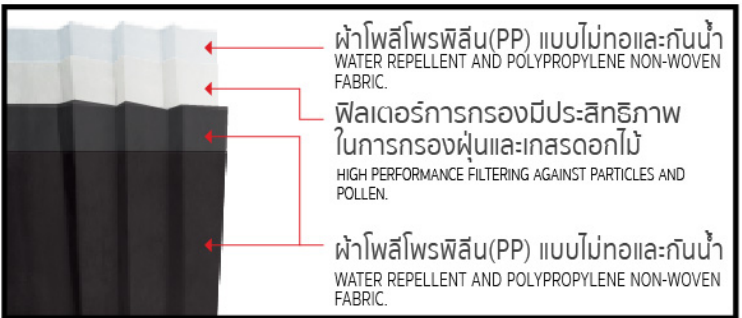 ผ้าโพลีโพรพิลีน(PP) แบบไม่ทอและกันน้ำ
WATER REPELLENT AND POLYPROPYLENE NON-WOVEN
FABRIC.
ฟิลเตอร์การกรองมีประสิทธิภาพ
ในการกรองฝุ่นและเกสรดอกไม้
HIGH PERFORMANCE FILTERING AGAINST PARTICLES AND
POLLEN.
ผ้าโพลีโพรพิลีน(PP) แบบไม่ทอและกันน้ำ
WATER REPELLENT AND POLYPROPYLENE NON-WOVEN
FABRIC.